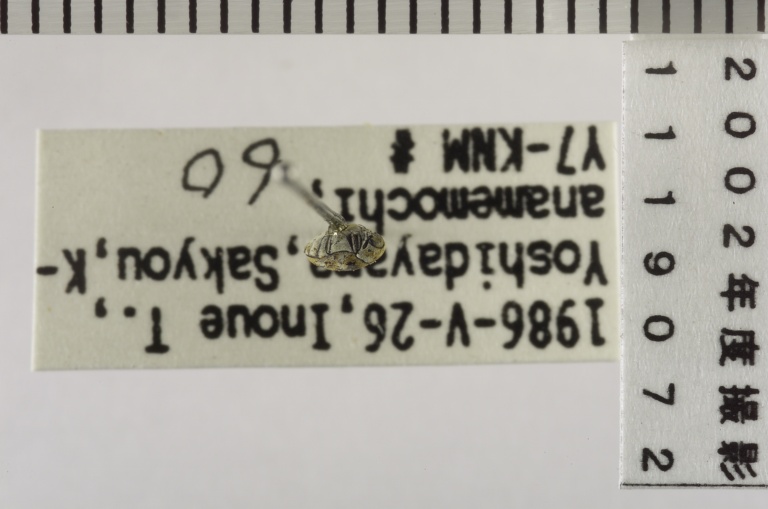 1986-V-26, Inoue T.,
Yoshidayama, Sakyou, K-
anamemochi,
Y7-KNM # 60
2002年度撮影
1119072